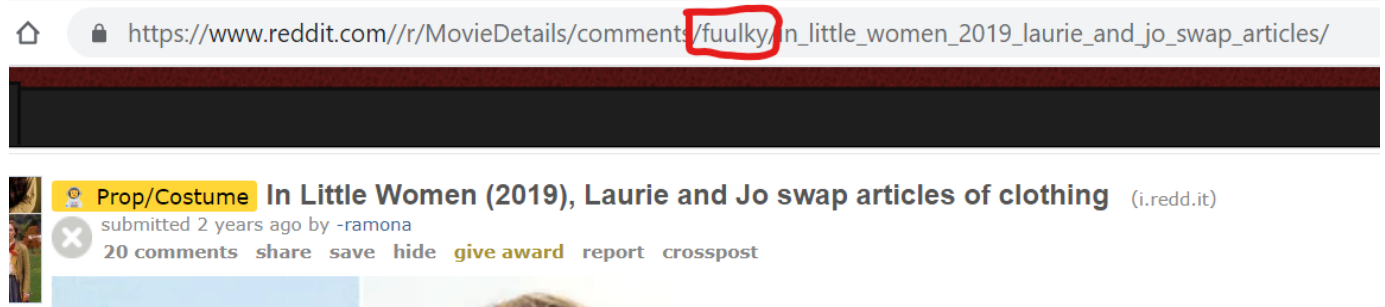 https://www.reddit.com//r/MovieDetails/comments/fuulky/in_little_women_2019_laurie_and_jo_swap_articles/
Prop/Costume In Little Women (2019), Laurie and Jo swap articles of clothing (i.redd.it)
submitted 2 years ago by -ramona
20 comments share save hide give award report crosspost